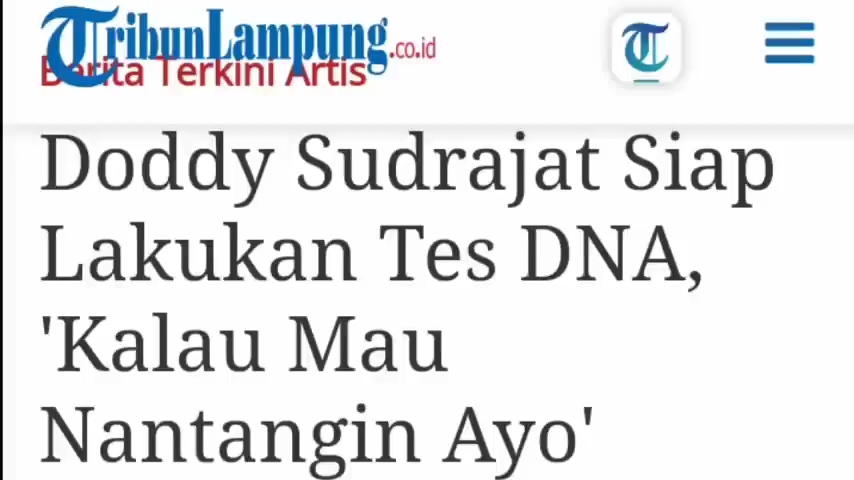 TribunLampung.co.id
Berita Terkini Artis
Doddy Sudrajat Siap
Lakukan Tes DNA,
'Kalau Mau
Nantangin Ayo'